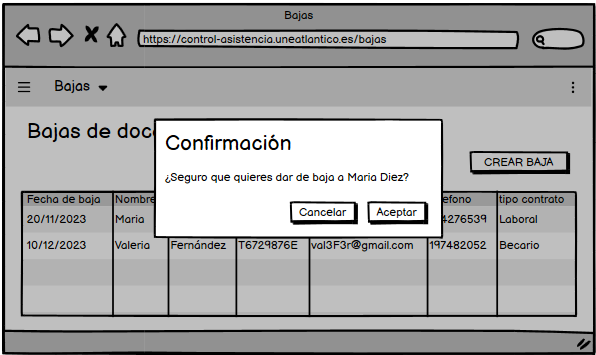 Bajas
https://control-asistencia.uneatlantico.es/bajas
Bajas
Bajas de
CREAR BAJA
Confirmación
¿Seguro que quieres dar de baja a Maria Diez?
Cancelar Aceptar
Fecha de baja Nombre tipo contrato
20/11/2023 Maria 4276539 Laboral
10/12/2023 Valeria Fernández T6729876E val3F3r@gmail.com 197482052 Becario